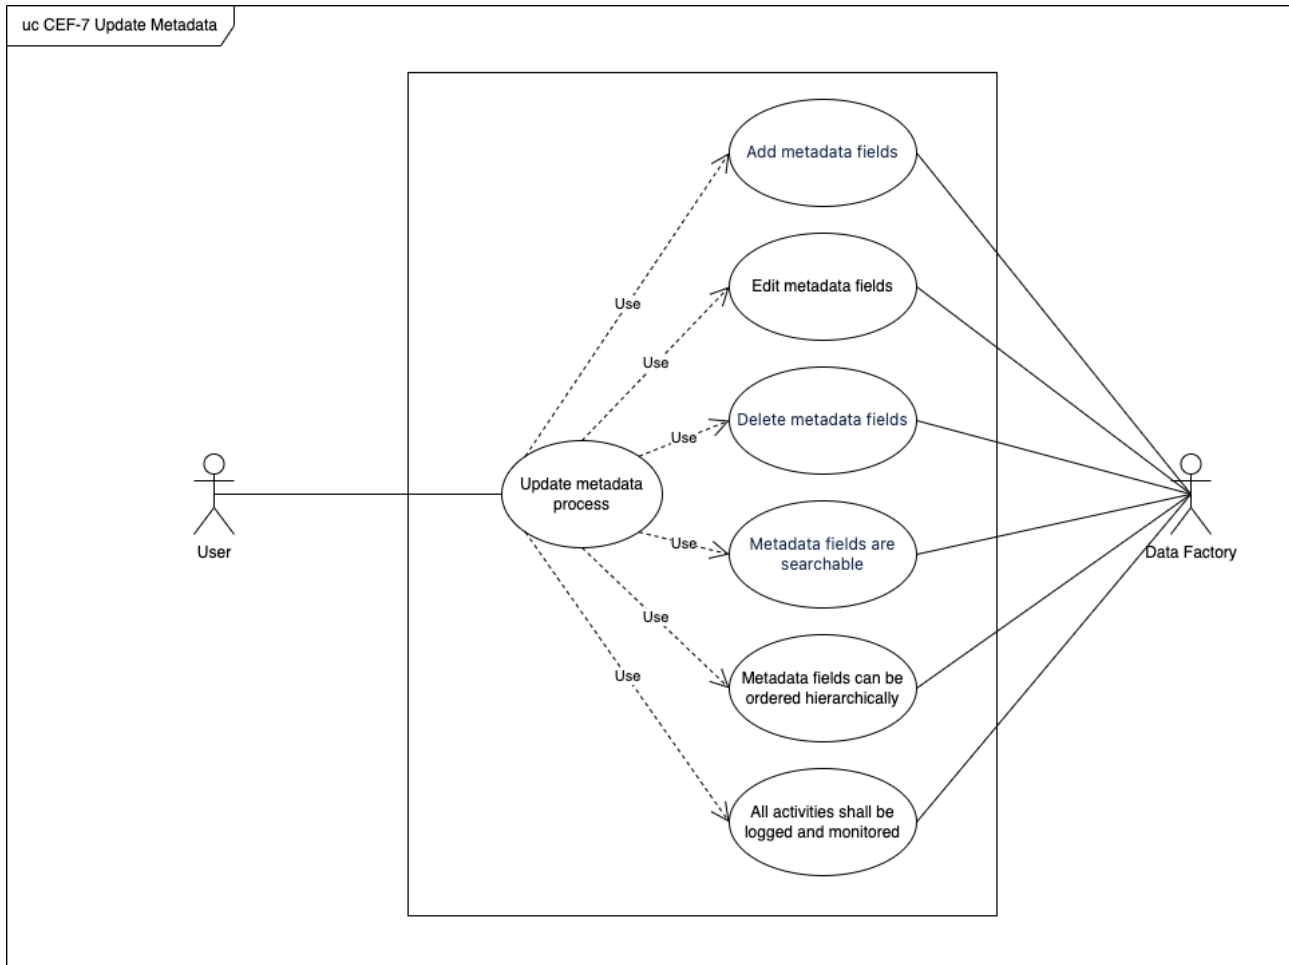 uc CEF-7 Update Metadata
Add metadata fields
Use
Edit metadata fields
Use
Delete metadata fields
Use
Update metadata
process
User
Use
Metadata fields are
searchable
Data Factory
Use
Metadata fields can be
ordered hierarchically
Use
All activities shall be
logged and monitored